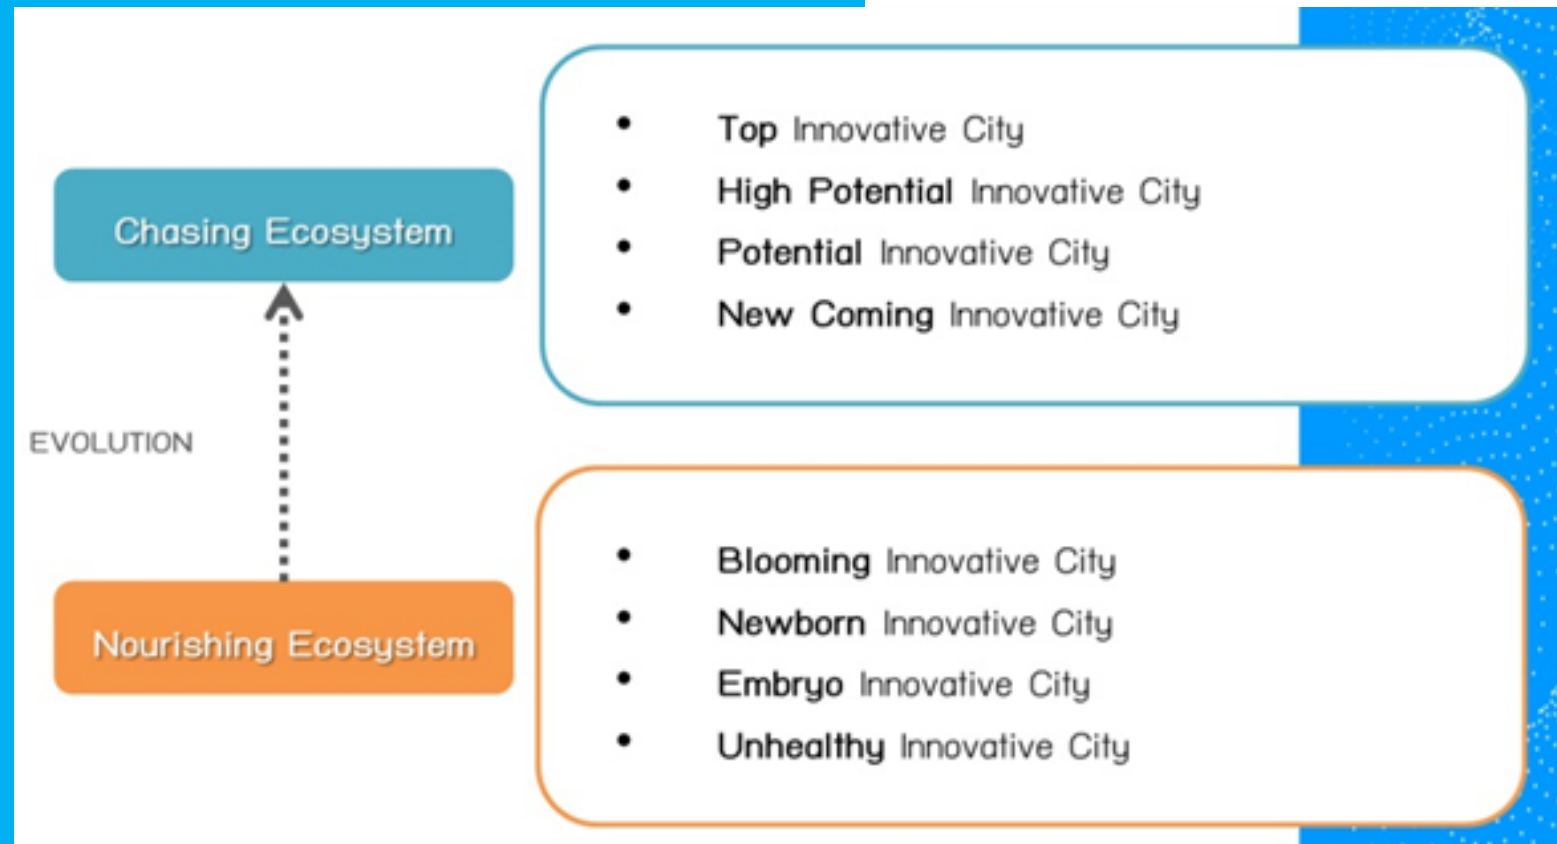 Chasing Ecosystem
• Top Innovative City
• High Potential Innovative City
• Potential Innovative City
• New Coming Innovative City
EVOLUTION
Nourishing Ecosystem
• Blooming Innovative City
• Newborn Innovative City
• Embryo Innovative City
• Unhealthy Innovative City